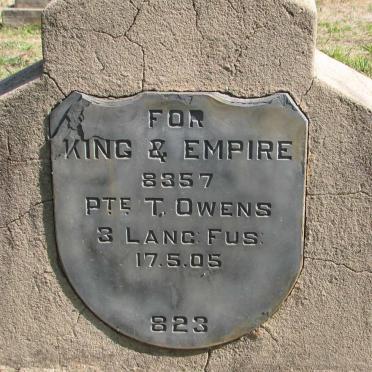 FOR
KING & EMPIRE
8357
PTE T. OWENS
3 LANC: FUS:
17.5.05
823